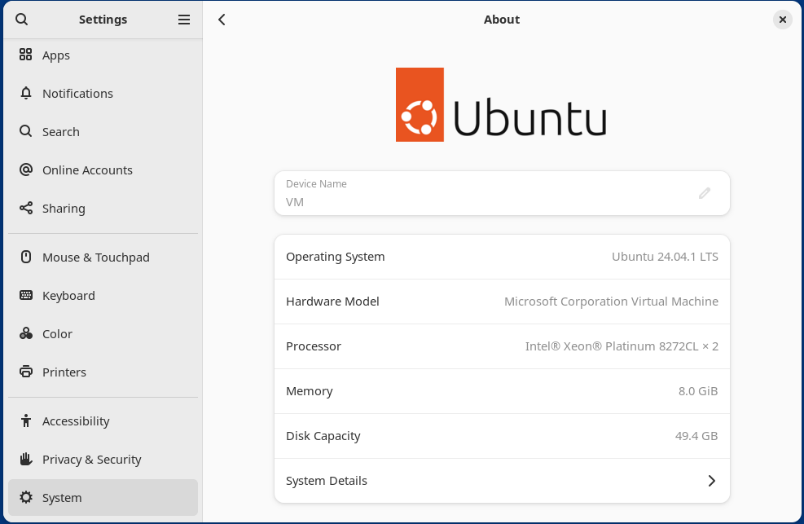 Settings
Apps
Notifications
Search
Online Accounts
Sharing
Mouse & Touchpad
Keyboard
Color
Printers
Accessibility
Privacy & Security
System
About
Ubuntu
Device Name
VM
Operating System Ubuntu 24.04.1 LTS
Hardware Model Microsoft Corporation Virtual Machine
Processor Intel® Xeon® Platinum 8272CL × 2
Memory 8.0 GiB
Disk Capacity 49.4 GB
System Details